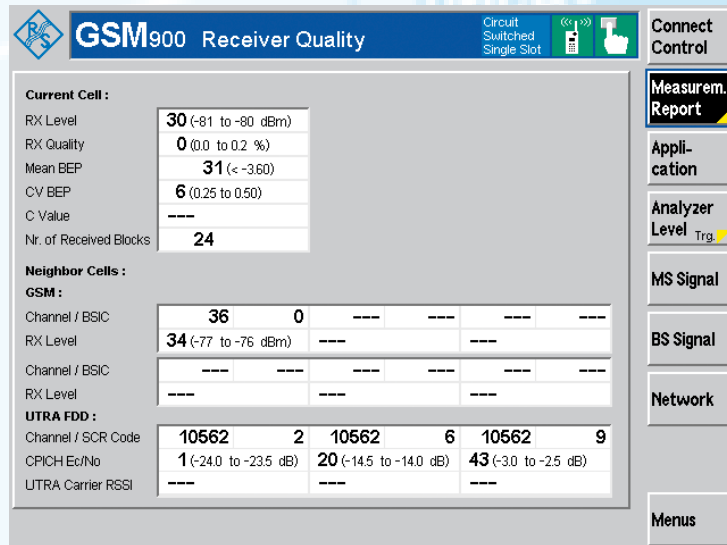 R&S
GSM900 Receiver Quality
Circuit Switched Single Slot
Connect Control
Measurem. Report
Appli-cation
Analyzer Level Trg.
MS Signal
BS Signal
Network
Menus
Current Cell :
RX Level 30 (-81 to -80 dBm)
RX Quality 0 (0.0 to 0.2 %)
Mean BEP 31 (< -3.60)
CV BEP 6 (0.25 to 0.50)
C Value ---
Nr. of Received Blocks 24
Neighbor Cells :
GSM :
Channel / BSIC 36 0 --- --- --- ---
RX Level 34 (-77 to -76 dBm) --- ---
Channel / BSIC --- --- --- --- --- ---
RX Level --- --- ---
UTRA FDD :
Channel / SCR Code 10562 2 10562 6 10562 9
CPICH Ec/No 1 (-24.0 to -23.5 dB) 20 (-14.5 to -14.0 dB) 43 (-3.0 to -2.5 dB)
UTRA Carrier RSSI --- --- ---